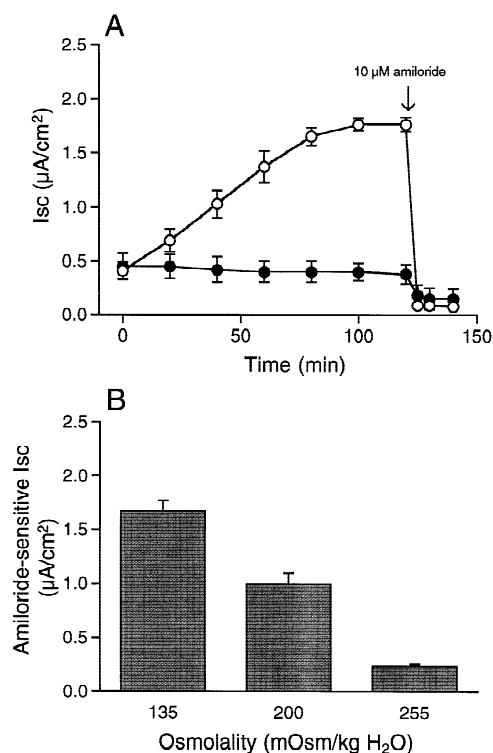 A
2.5
2.0
1.5
1.0
0.5
0.0
Isc (µA/cm²)
10 µM amiloride
0
50
100
150
Time (min)
B
2.5
2.0
1.5
1.0
0.5
0.0
Amiloride-sensitive Isc
(µA/cm²)
135
200
255
Osmolality (mOsm/kg H₂O)